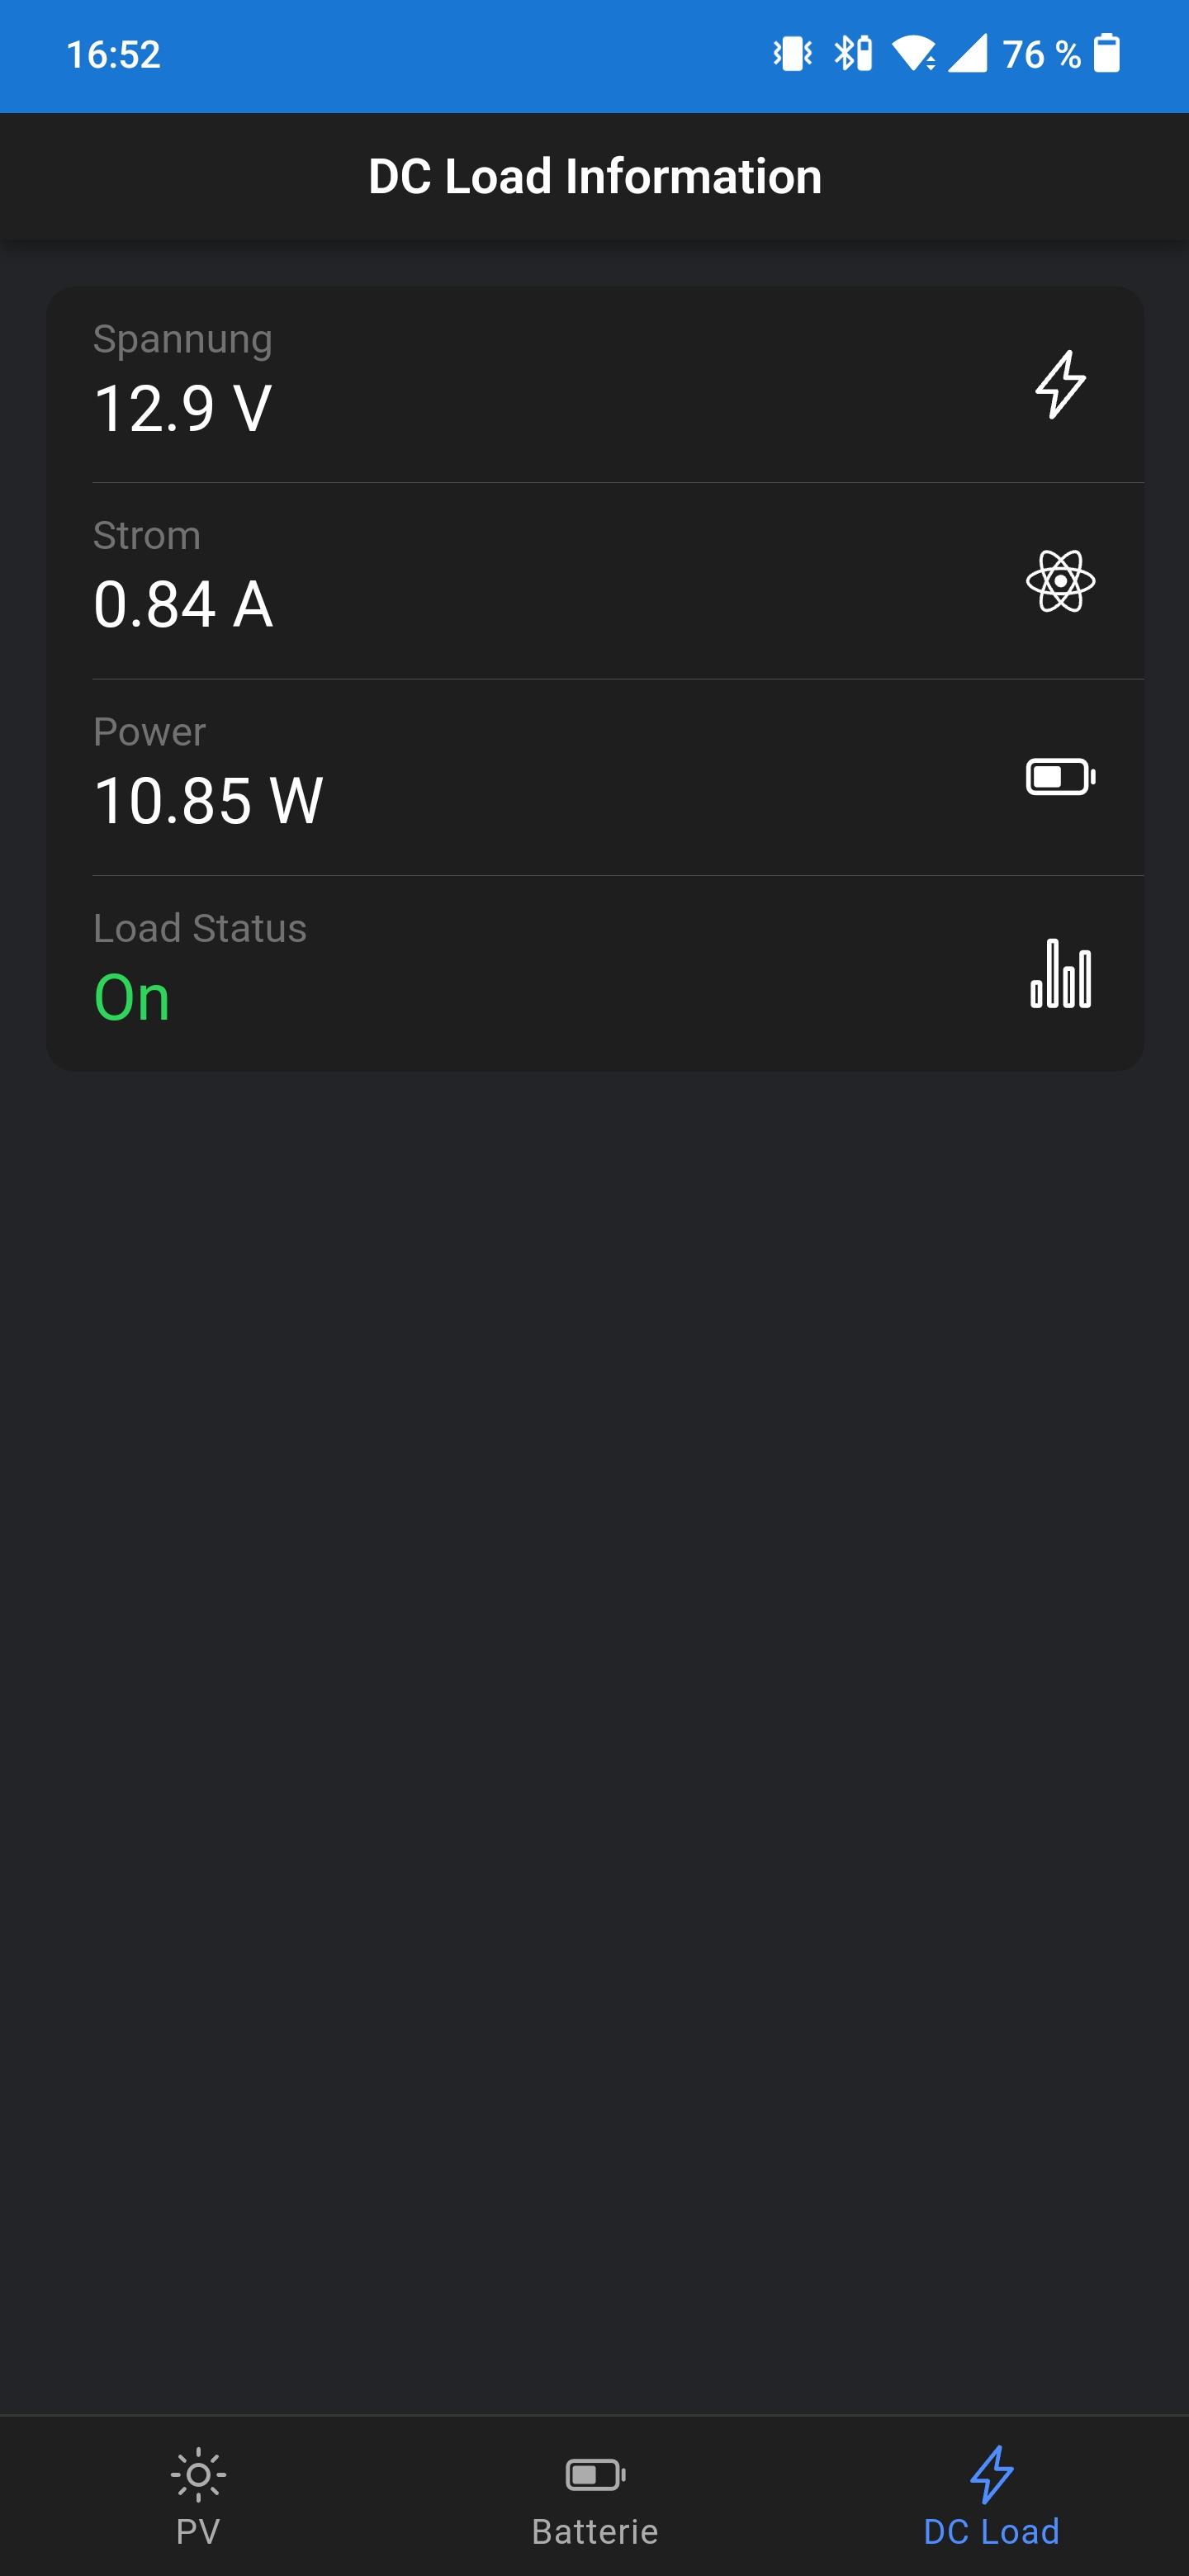 16:52
76 %
DC Load Information
Spannung
12.9 V
Strom
0.84 A
Power
10.85 W
Load Status
On
PV
Batterie
DC Load